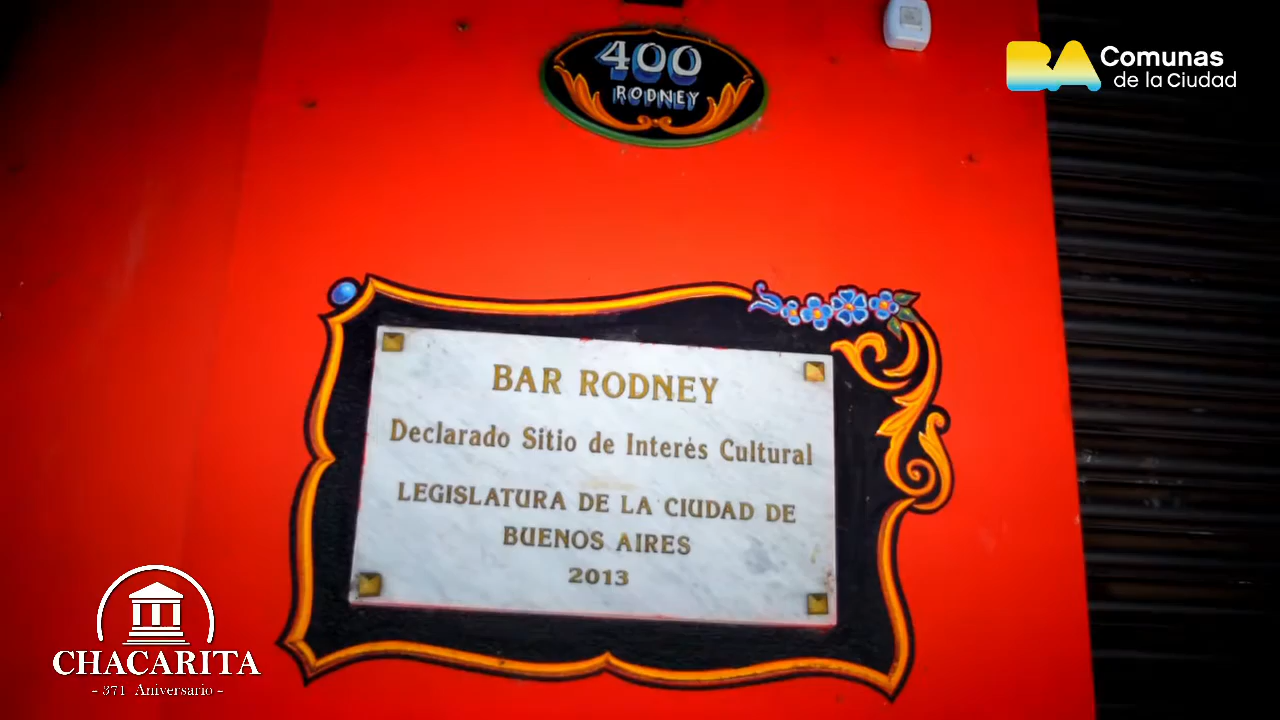 400
RODNEY
BA Comunas
de la Ciudad
BAR RODNEY
Declarado Sitio de Interés Cultural
LEGISLATURA DE LA CIUDAD DE
BUENOS AIRES
2013
CHACARITA
- 371 Aniversario -